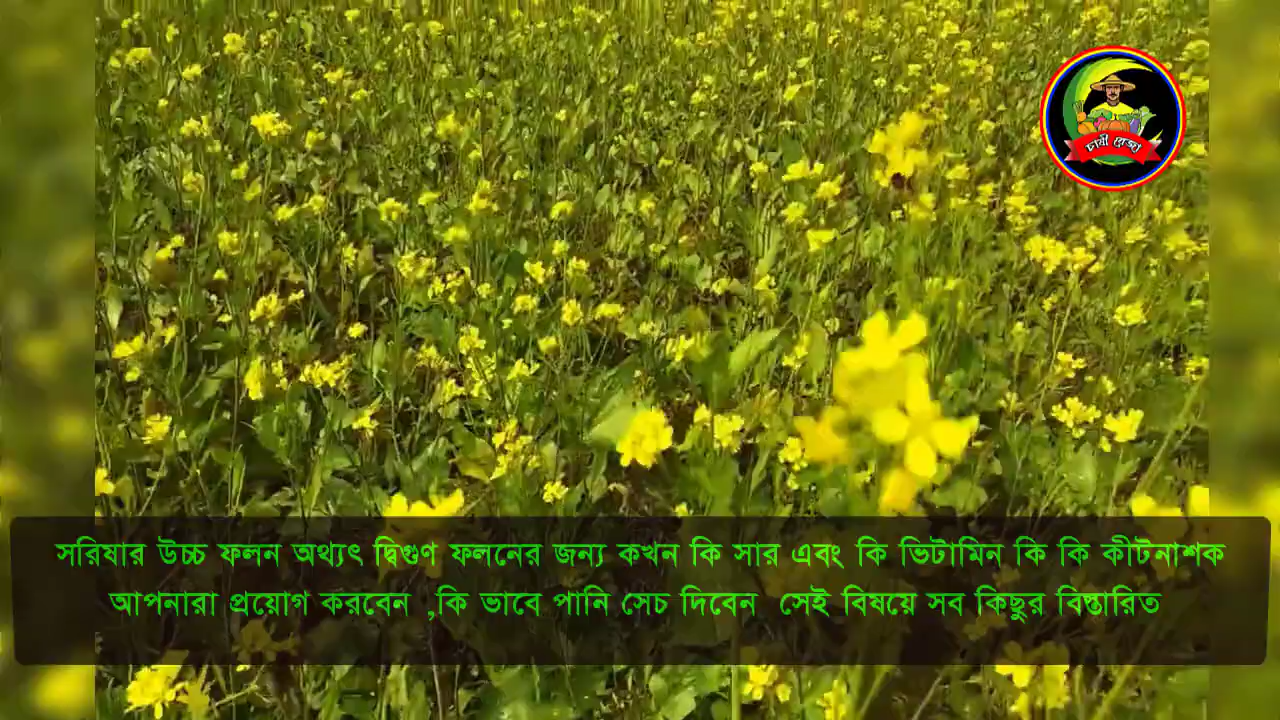 চাষী রেজা
সরিষার উচ্চ ফলন অথ্যৎ দ্বিগুণ ফলনের জন্য কখন কি সার এবং কি ভিটামিন কি কি কীটনাশক
আপনারা প্রয়োগ করবেন ,কি ভাবে পানি সেচ দিবেন সেই বিষয়ে সব কিছুর বিস্তারিত